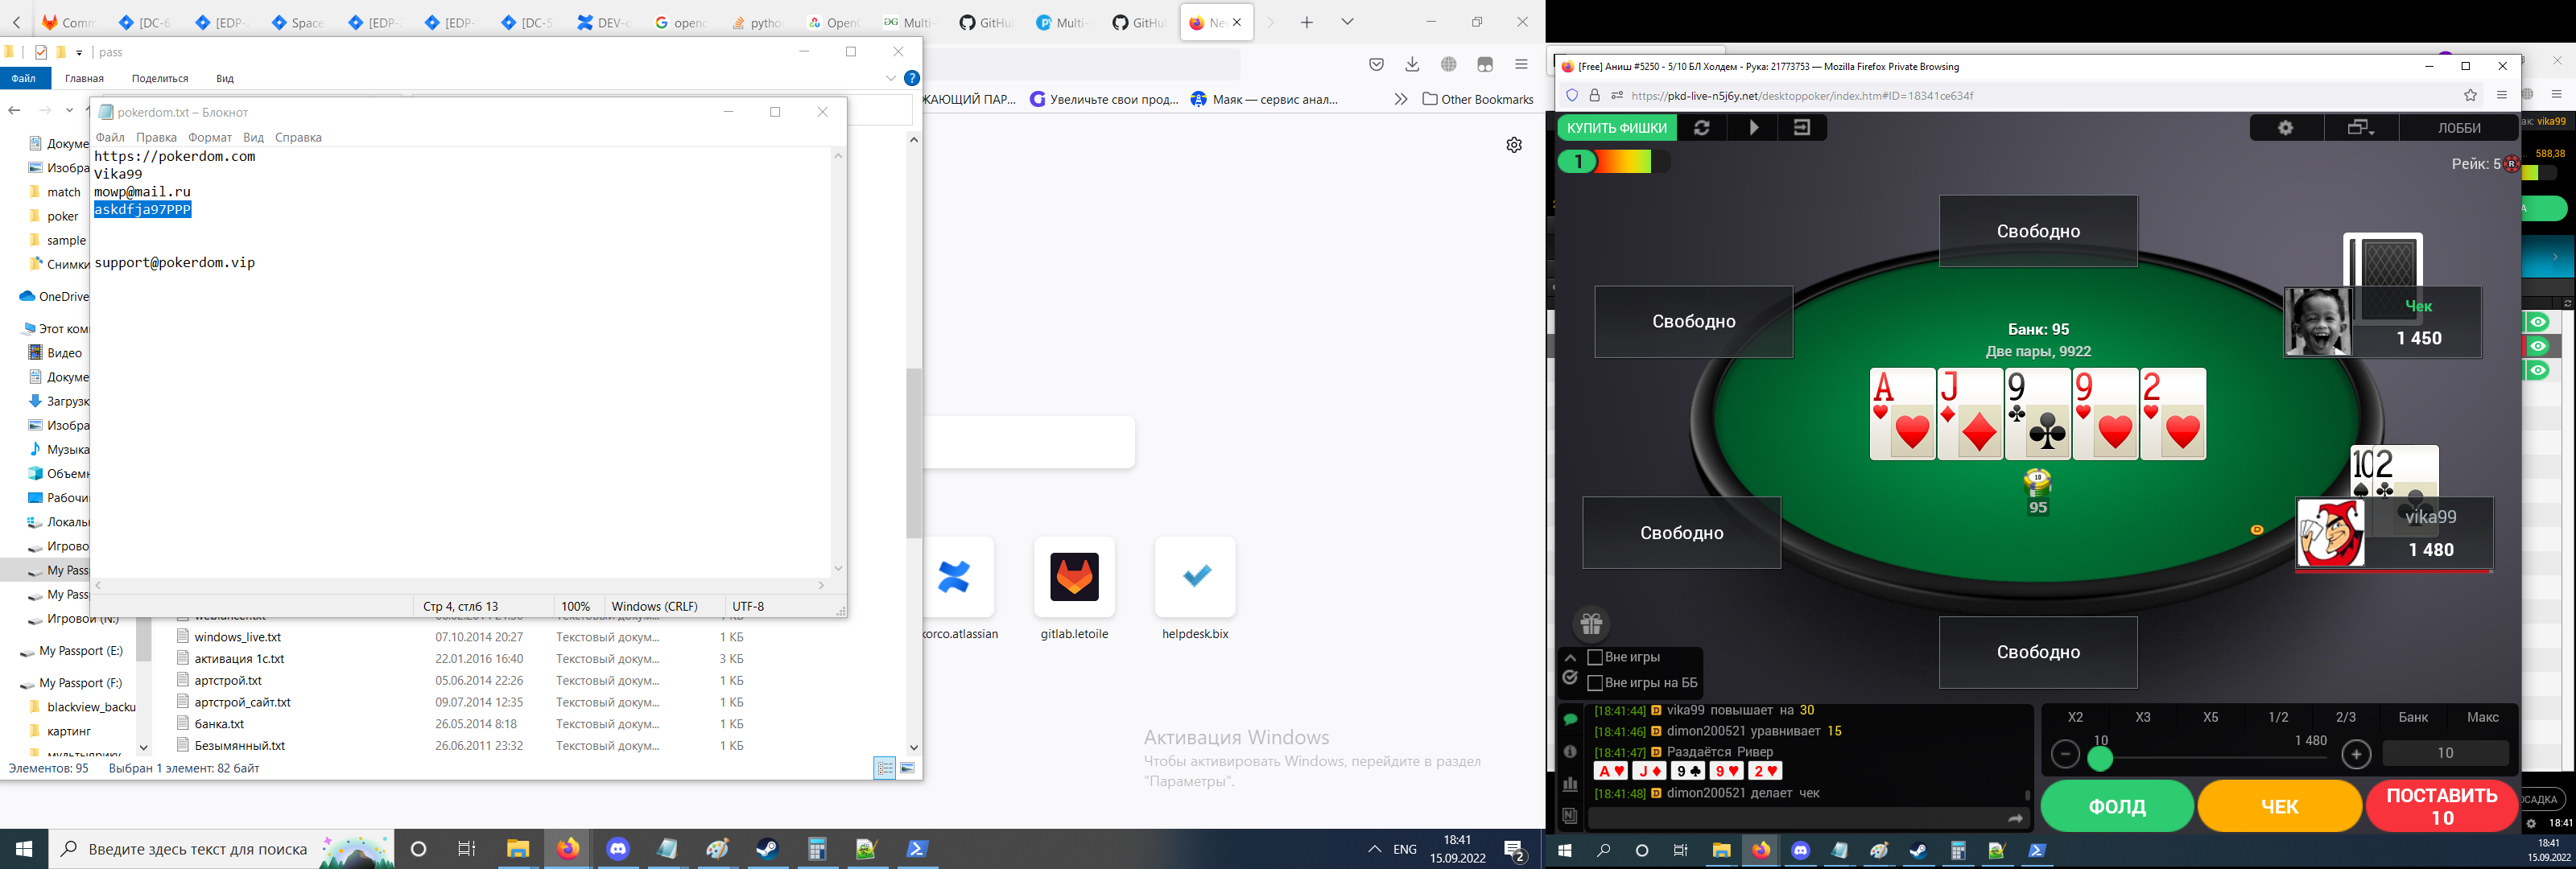 Comm
[DC-6
[EDP-2
Space
[EDP-2
[EDP-
[DC-5
DEV-c
openc
python
OpenC
Multi-
GitHu
Multi-
GitHu
New
pass
Файл
Главная
Поделиться
Вид
ЖАЮЩИЙ ПАР...
Увеличьте свои прод...
Маяк — сервис анал...
Other Bookmarks
pokerdom.txt – Блокнот
Файл Правка Формат Вид Справка
https://pokerdom.com
Vika99
mowp@mail.ru
askdfja97PPP
support@pokerdom.vip
Стр 4, стлб 13
100%
Windows (CRLF)
UTF-8
Докуме
Изобра
match
poker
sample
Снимки
OneDrive
Этот ком
Видео
Докуме
Загрузк
Изобра
Музыка
Объемн
Рабочи
Локаль
Игрово
My Pass
My Pass
Игровой (N:)
My Passport (E:)
My Passport (F:)
blackview_backu
картинг
windows_live.txt 07.10.2014 20:27 Текстовый докум... 1 КБ
активация 1с.txt 22.01.2016 16:40 Текстовый докум... 3 КБ
артстрой.txt 05.06.2014 22:26 Текстовый докум... 1 КБ
артстрой_сайт.txt 09.07.2014 12:35 Текстовый докум... 1 КБ
банка.txt 26.05.2014 8:18 Текстовый докум... 1 КБ
Безымянный.txt 26.06.2011 23:32 Текстовый докум... 1 КБ
Элементов: 95 Выбран 1 элемент: 82 байт
korco.atlassian
gitlab.letoile
helpdesk.bix
Активация Windows
Чтобы активировать Windows, перейдите в раздел
"Параметры".
Введите здесь текст для поиска
ENG
18:41
15.09.2022
2
[Free] Аниш #5250 - 5/10 БЛ Холдем - Рука: 21773753 — Mozilla Firefox Private Browsing
https://pkd-live-n5j6y.net/desktoppoker/index.htm#ID=18341ce634f
КУПИТЬ ФИШКИ
ЛОББИ
1
Рейк: 5
R
ак: vika99
588,38
Свободно
Свободно
Чек
1 450
Банк: 95
Две пары, 9922
A J 9 9 2
10
95
10 2
D
vika99
1 480
Свободно
Свободно
Вне игры
Вне игры на ББ
[18:41:44] D vika99 повышает на 30
[18:41:46] D dimon200521 уравнивает 15
[18:41:47] D Раздаётся Ривер
A♥ J♦ 9♣ 9♥ 2♥
[18:41:48] D dimon200521 делает чек
X2 X3 X5 1/2 2/3 Банк Макс
10
1 480
10
ФОЛД
ЧЕК
ПОСТАВИТЬ
10
ОСАДКА
18:41
18:41
15.09.2022